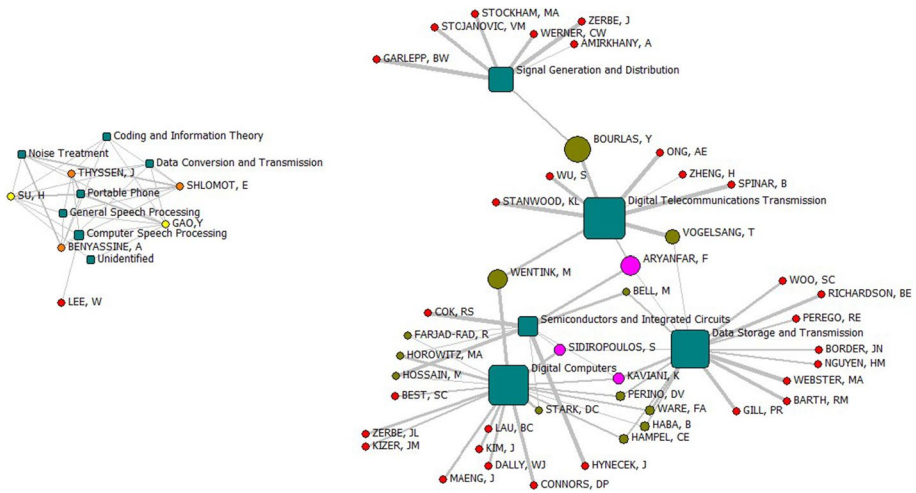 STOCKHAM, MA
STOJANOVIC, VM
ZERBE, J
WERNER, CW
AMIRKHANY, A
GARLEPP, BW
Signal Generation and Distribution
BOURLAS, Y
Coding and Information Theory
Noise Treatment
Data Conversion and Transmission
THYSSEN, J
SHLOMOT, E
SU, H
Portable Phone
General Speech Processing
GAO,Y
Computer Speech Processing
BENYASSINE, A
Unidentified
LEE, W
ONG, AE
WU, S
ZHENG, H
SPINAR, B
STANWOOD, KL
Digital Telecommunications Transmission
VOGELSANG, T
ARYANFAR, F
WENTINK, M
BELL, M
WOO, SC
RICHARDSON, BE
COK, RS
Semiconductors and Integrated Circuits
PEREGO, RE
Data Storage and Transmission
FARJAD-FAD, R
SIDIROPOULOS, S
BORDER, JN
HOROWITZ, MA
NGUYEN, HM
Digital Computers
HOSSAIN, M
KAVIANI, K
WEBSTER, MA
BEST, SC
PERINO, DV
BARTH, RM
STARK, DC
WARE, FA
GILL, PR
HABA, B
LAU, BC
ZERBE, JL
HAMPEL, CE
KIZER, JM
KIM, J
DALLY, WJ
HYNECEK, J
MAENG, J
CONNORS, DP